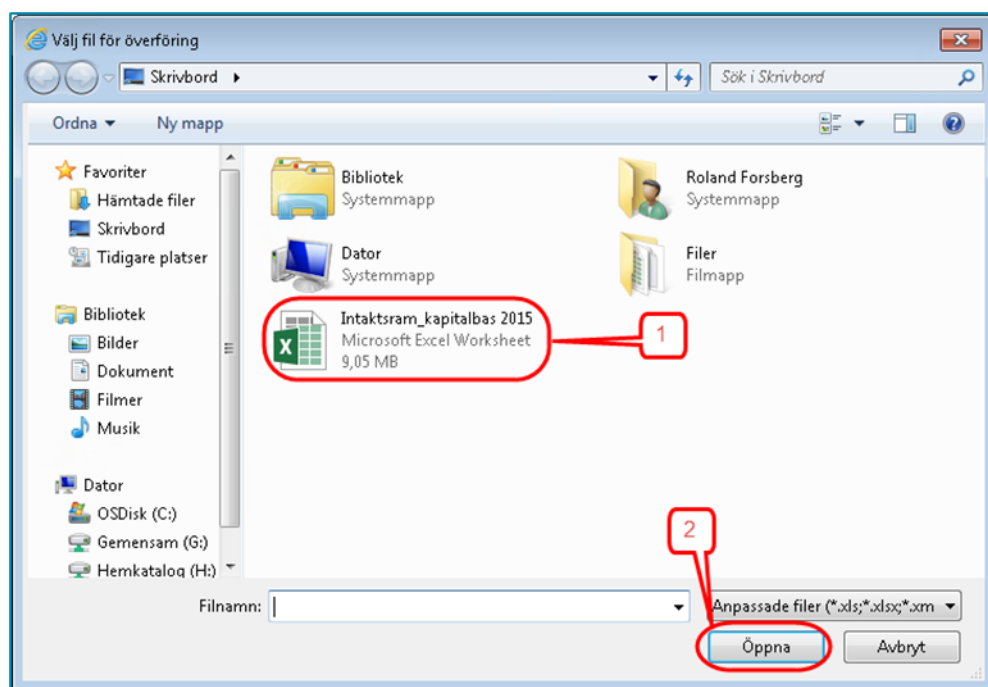 Välj fil för överföring
Skrivbord
Sök i Skrivbord
Ordna
Ny mapp
Favoriter
Hämtade filer
Skrivbord
Tidigare platser
Bibliotek
Bilder
Dokument
Filmer
Musik
Dator
OSDisk (C:)
Gemensam (G:)
Hemkatalog (H:)
Bibliotek
Systemmapp
Roland Forsberg
Systemmapp
Dator
Systemmapp
Filer
Filmapp
Intaktsram_kapitalbas 2015
Microsoft Excel Worksheet
9,05 MB
1
2
Filnamn:
Anpassade filer (*.xls;*.xlsx;*.xm
Öppna
Avbryt